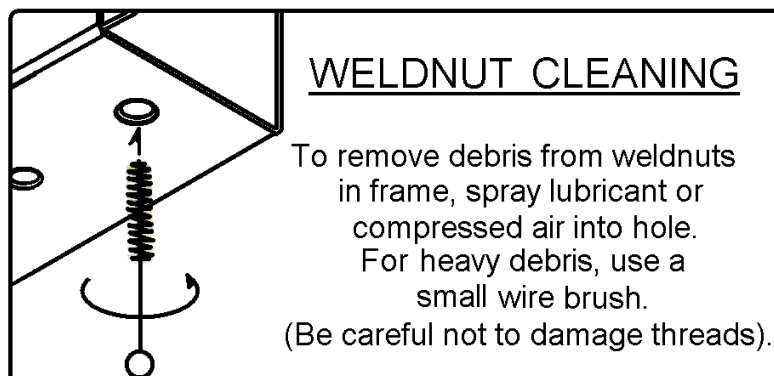 WELDNUT CLEANING
To remove debris from weldnuts
in frame, spray lubricant or
compressed air into hole.
For heavy debris, use a
small wire brush.
(Be careful not to damage threads).